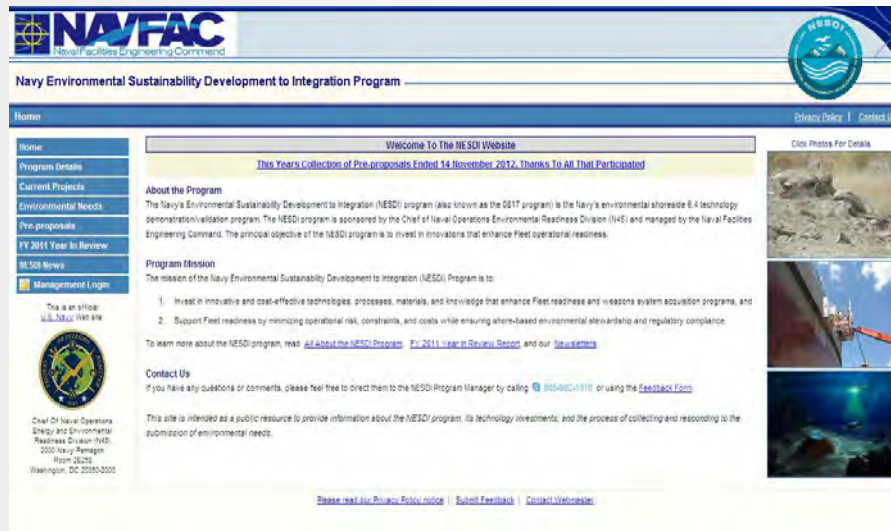 NAVFAC
Naval Facilities Engineering Command
NESDI
Navy Environmental Sustainability Development to Integration Program
Home
Privacy Policy | Contact U
Home
Program Details
Current Projects
Environmental Needs
Pre-proposals
FY 2011 Year In Review
NESDI News
Management Login
This is an official
U.S. Navy Web site
Chief Of Naval Operations
Energy and Environmental
Readiness Division (N45)
2000 Navy Pentagon
Room
Washington, DC 20350-2000
Welcome To The NESDI Website
This Years Collection of Pre-proposals Ended 14 November 2012, Thanks To All That Participated
About the Program
The Navy's Environmental Sustainability Development to Integration (NESDI) program (also known as the 0817 program) is the Navy's environmental shoreside 6.4 technology
demonstration/validation program. The NESDI program is sponsored by the Chief of Naval Operations Environmental Readiness Division (N45) and managed by the Naval Facilities
Engineering Command. The principal objective of the NESDI program is to invest in innovations that enhance Fleet operational readiness.
Program Mission
The mission of the Navy Environmental Sustainability Development to Integration (NESDI) Program is to:
1. Invest in innovative and cost-effective technologies, processes, materials, and knowledge that enhance Fleet readiness and weapons system acquisition programs, and
2. Support Fleet readiness by minimizing operational risk, constraints, and costs while ensuring shore-based environmental stewardship and regulatory compliance.
To learn more about the NESDI program, read All About the NESDI Program, FY 2011 Year in Review Report, and our Newsletters.
Contact Us
If you have any questions or comments, please feel free to direct them to the NESDI Program Manager by calling or using the Feedback Form.
This site is intended as a public resource to provide information about the NESDI program, its technology investments, and the process of collecting and responding to the
submission of environmental needs.
Click Photos For Details
Please read our Privacy Policy notice | Submit Feedback | Contact Webmaster